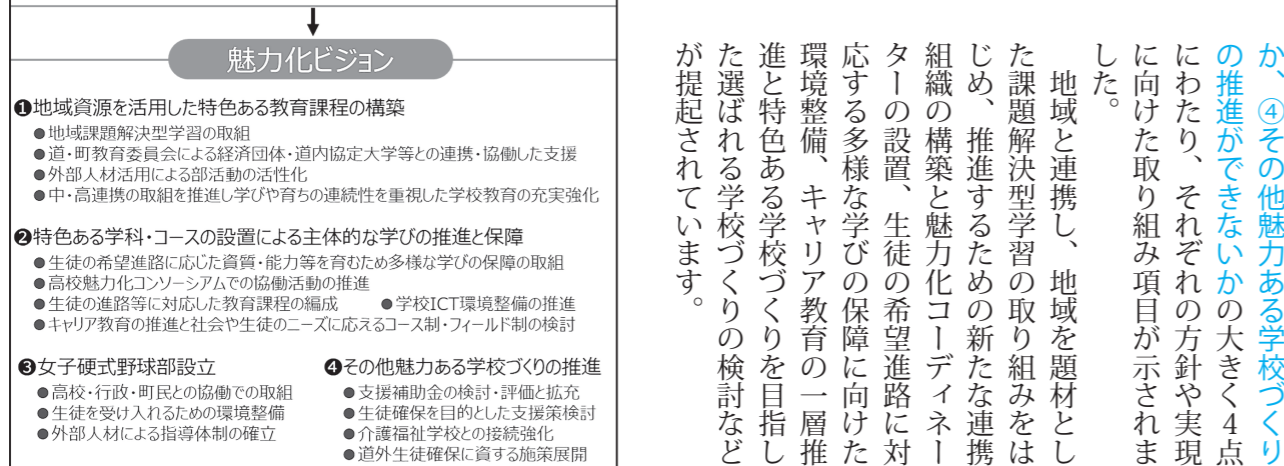 魅力化ビジョン
❶地域資源を活用した特色ある教育課程の構築
●地域課題解決型学習の取組
●道・町教育委員会による経済団体・道内協定大学等との連携・協働した支援
●外部人材活用による部活動の活性化
●中・高連携の取組を推進し学びや育ちの連続性を重視した学校教育の充実強化
❷特色ある学科・コースの設置による主体的な学びの推進と保障
●生徒の希望進路に応じた資質・能力等を育むため多様な学びの保障の取組
●高校魅力化コンソーシアムでの協働活動の推進
●生徒の進路等に対応した教育課程の編成 ●学校ICT環境整備の推進
●キャリア教育の推進と社会や生徒のニーズに応えるコース制・フィールド制の検討
❸女子硬式野球部設立
●高校・行政・町民との協働での取組
●生徒を受け入れるための環境整備
●外部人材による指導体制の確立
❹その他魅力ある学校づくりの推進
●支援補助金の検討・評価と拡充
●生徒確保を目的とした支援策検討
●介護福祉学校との接続強化
●道外生徒確保に資する施策展開
か、④その他魅力ある学校づくり
の推進ができないかの大きく4点
にわたり、それぞれの方針や実現
に向けた取り組み項目が示されま
した。
地域と連携し、地域を題材とし
た課題解決型学習の取り組みをは
じめ、推進するための新たな連携
組織の構築と魅力化コーディネー
ターの設置、生徒の希望進路に対
応する多様な学びの保障に向けた
環境整備、キャリア教育の一層推
進と特色ある学校づくりを目指し
た選ばれる学校づくりの検討など
が提起されています。